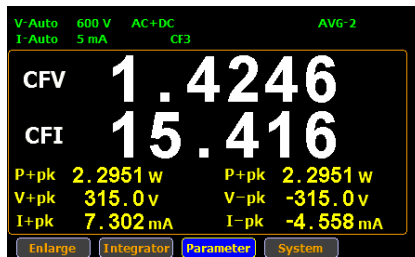 V-Auto 600 V AC+DC AVG-2
I-Auto 5 mA CF3
CFV 1.4246
CFI 15.416
P+pk 2.2951 w P+pk 2.2951 w
V+pk 315.0 v V-pk -315.0 v
I+pk 7.302 mA I-pk -4.558 mA
Enlarge Integrator Parameter System